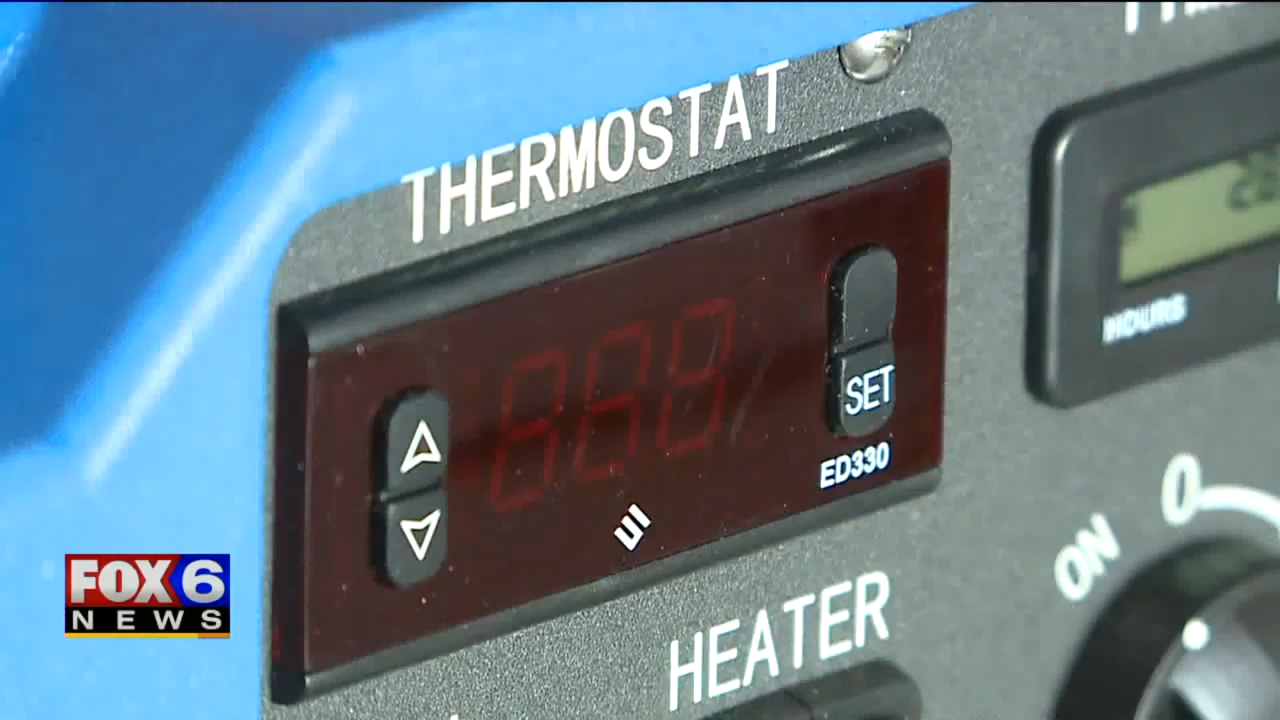 THERMOSTAT
HOURS
SET
ED330
0
ON
HEATER
FOX 6
NEWS